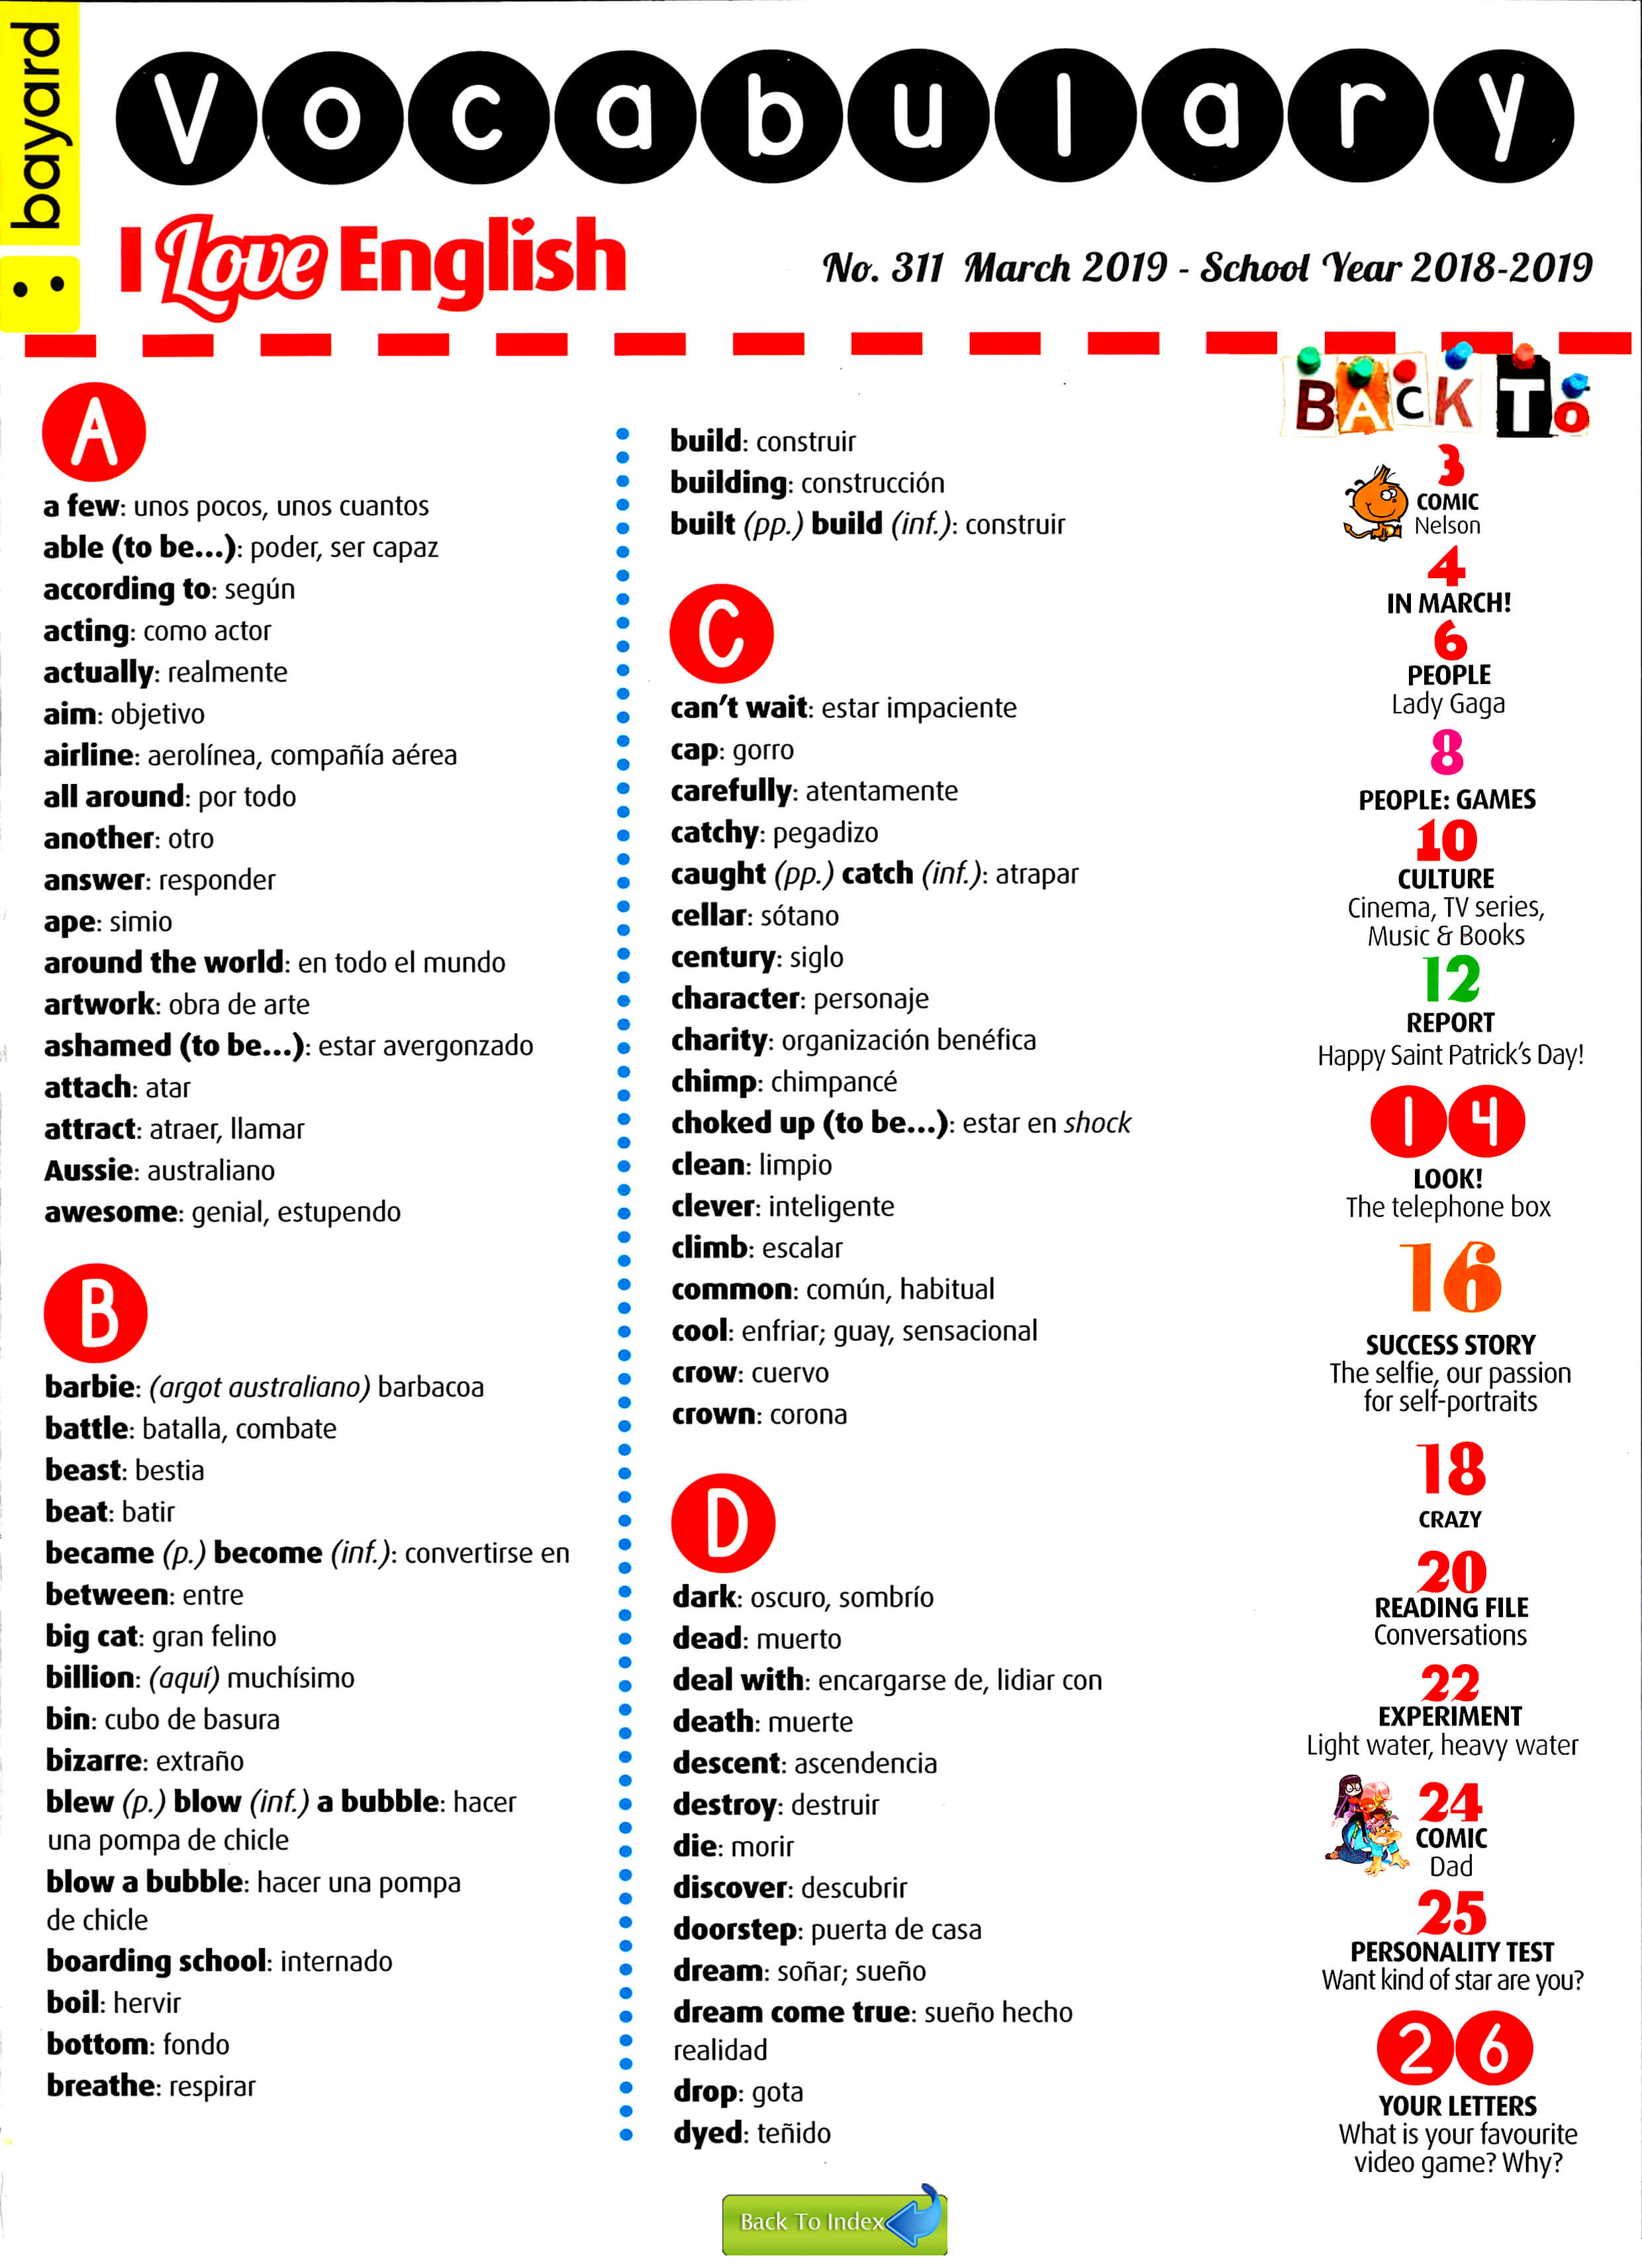 bayard
Vocabulary
I Love English
No. 311 March 2019 - School Year 2018-2019
A
a few: unos pocos, unos cuantos
able (to be...): poder, ser capaz
according to: según
acting: como actor
actually: realmente
aim: objetivo
airline: aerolínea, compañía aérea
all around: por todo
another: otro
answer: responder
ape: simio
around the world: en todo el mundo
artwork: obra de arte
ashamed (to be...): estar avergonzado
attach: atar
attract: atraer, llamar
Aussie: australiano
awesome: genial, estupendo
B
barbie: (argot australiano) barbacoa
battle: batalla, combate
beast: bestia
beat: batir
became (p.) become (inf.): convertirse en
between: entre
big cat: gran felino
billion: (aquí) muchísimo
bin: cubo de basura
bizarre: extraño
blew (p.) blow (inf.) a bubble: hacer
una pompa de chicle
blow a bubble: hacer una pompa
de chicle
boarding school: internado
boil: hervir
bottom: fondo
breathe: respirar
build: construir
building: construcción
built (pp.) build (inf.): construir
C
can't wait: estar impaciente
cap: gorro
carefully: atentamente
catchy: pegadizo
caught (pp.) catch (inf.): atrapar
cellar: sótano
century: siglo
character: personaje
charity: organización benéfica
chimp: chimpancé
choked up (to be...): estar en shock
clean: limpio
clever: inteligente
climb: escalar
common: común, habitual
cool: enfriar; guay, sensacional
crow: cuervo
crown: corona
D
dark: oscuro, sombrío
dead: muerto
deal with: encargarse de, lidiar con
death: muerte
descent: ascendencia
destroy: destruir
die: morir
discover: descubrir
doorstep: puerta de casa
dream: soñar; sueño
dream come true: sueño hecho
realidad
drop: gota
dyed: teñido
BACK TO
3
COMIC
Nelson
4
IN MARCH!
6
PEOPLE
Lady Gaga
8
PEOPLE: GAMES
10
CULTURE
Cinema, TV series,
Music & Books
12
REPORT
Happy Saint Patrick's Day!
14
LOOK!
The telephone box
16
SUCCESS STORY
The selfie, our passion
for self-portraits
18
CRAZY
20
READING FILE
Conversations
22
EXPERIMENT
Light water, heavy water
24
COMIC
Dad
25
PERSONALITY TEST
Want kind of star are you?
26
YOUR LETTERS
What is your favourite
video game? Why?
Back To Index